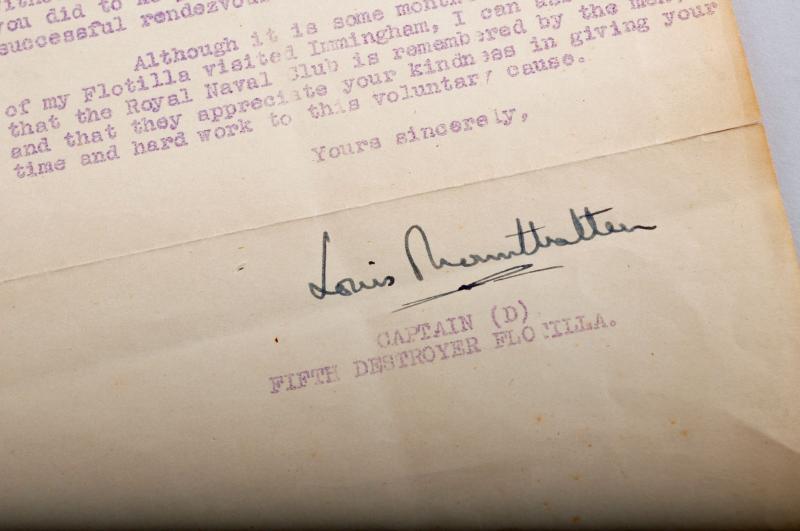 you did to
successful rendezvou
Although it is some month
of my Flotilla visited Immingham, I can
that the Royal Naval Club is remembered by the men,
and that they appreciate your kindness in giving your
time and hard work to this voluntary cause.
Yours sincerely,
Louis Mountbatten
CAPTAIN (D)
FIFTH DESTROYER FLOTILLA.